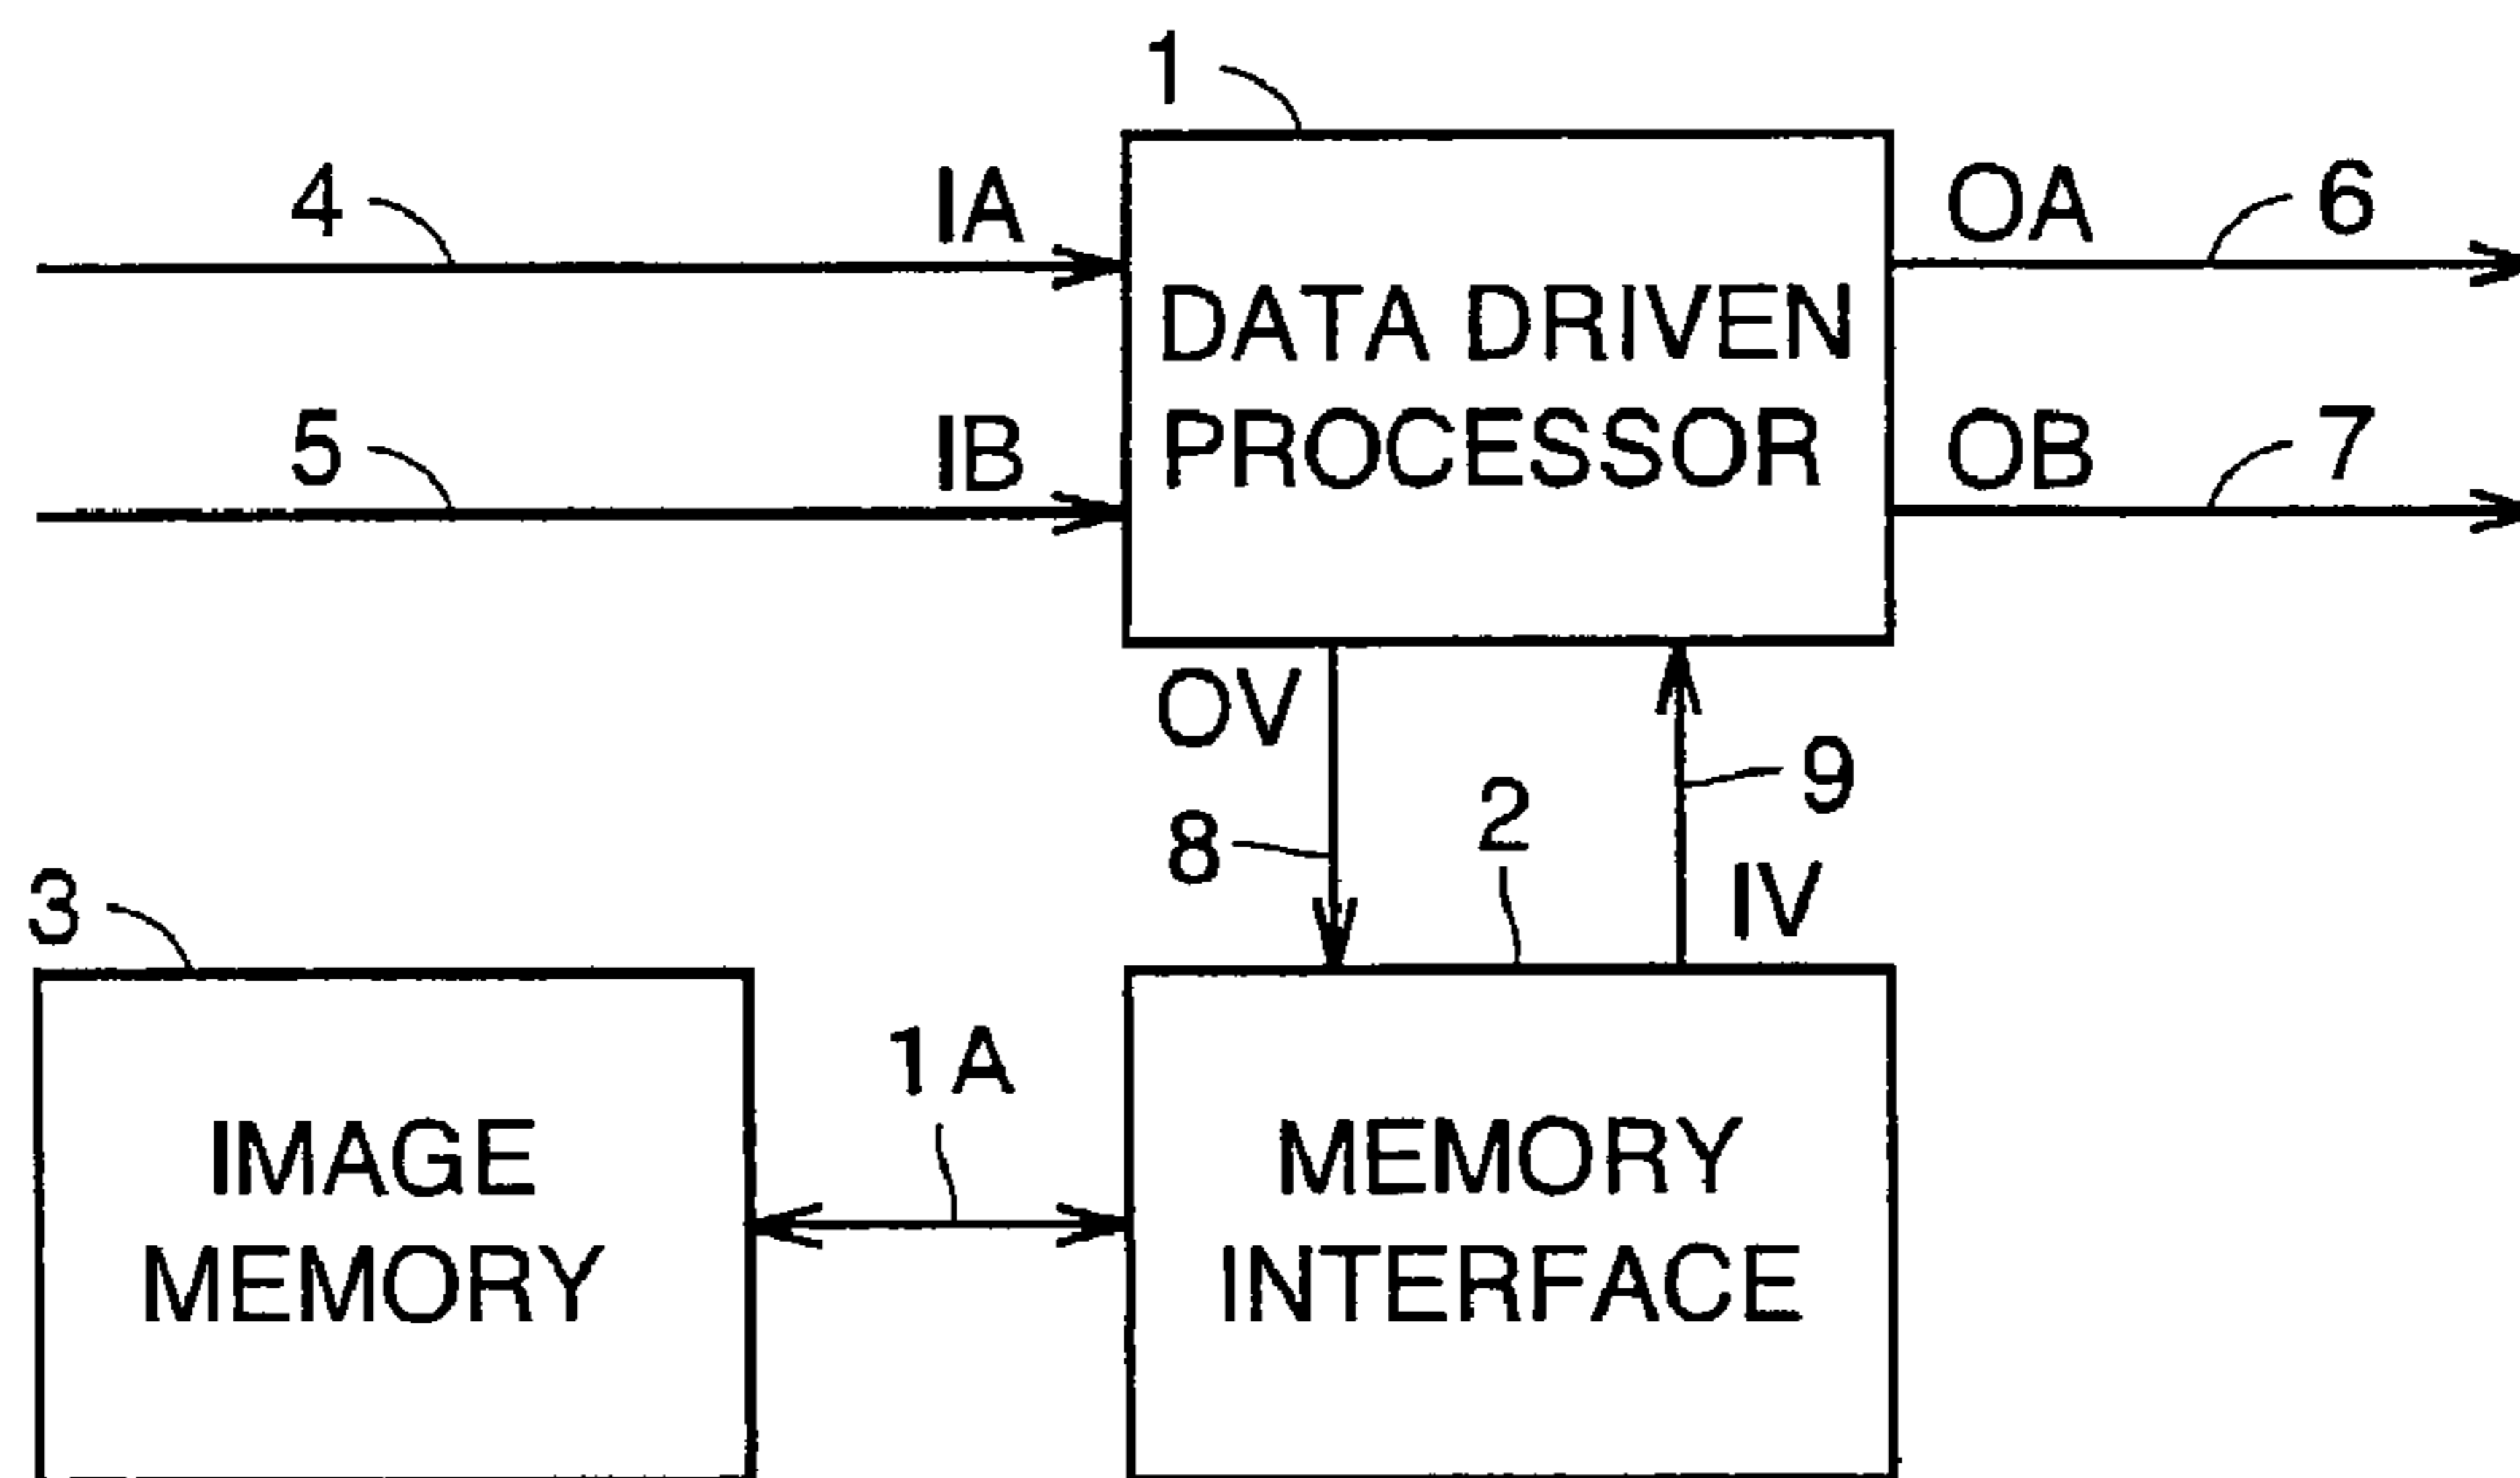 1
4
IA
OA
6
DATA DRIVEN
PROCESSOR
5
IB
OB
7
OV
9
8
2
IV
3
1A
IMAGE
MEMORY
MEMORY
INTERFACE